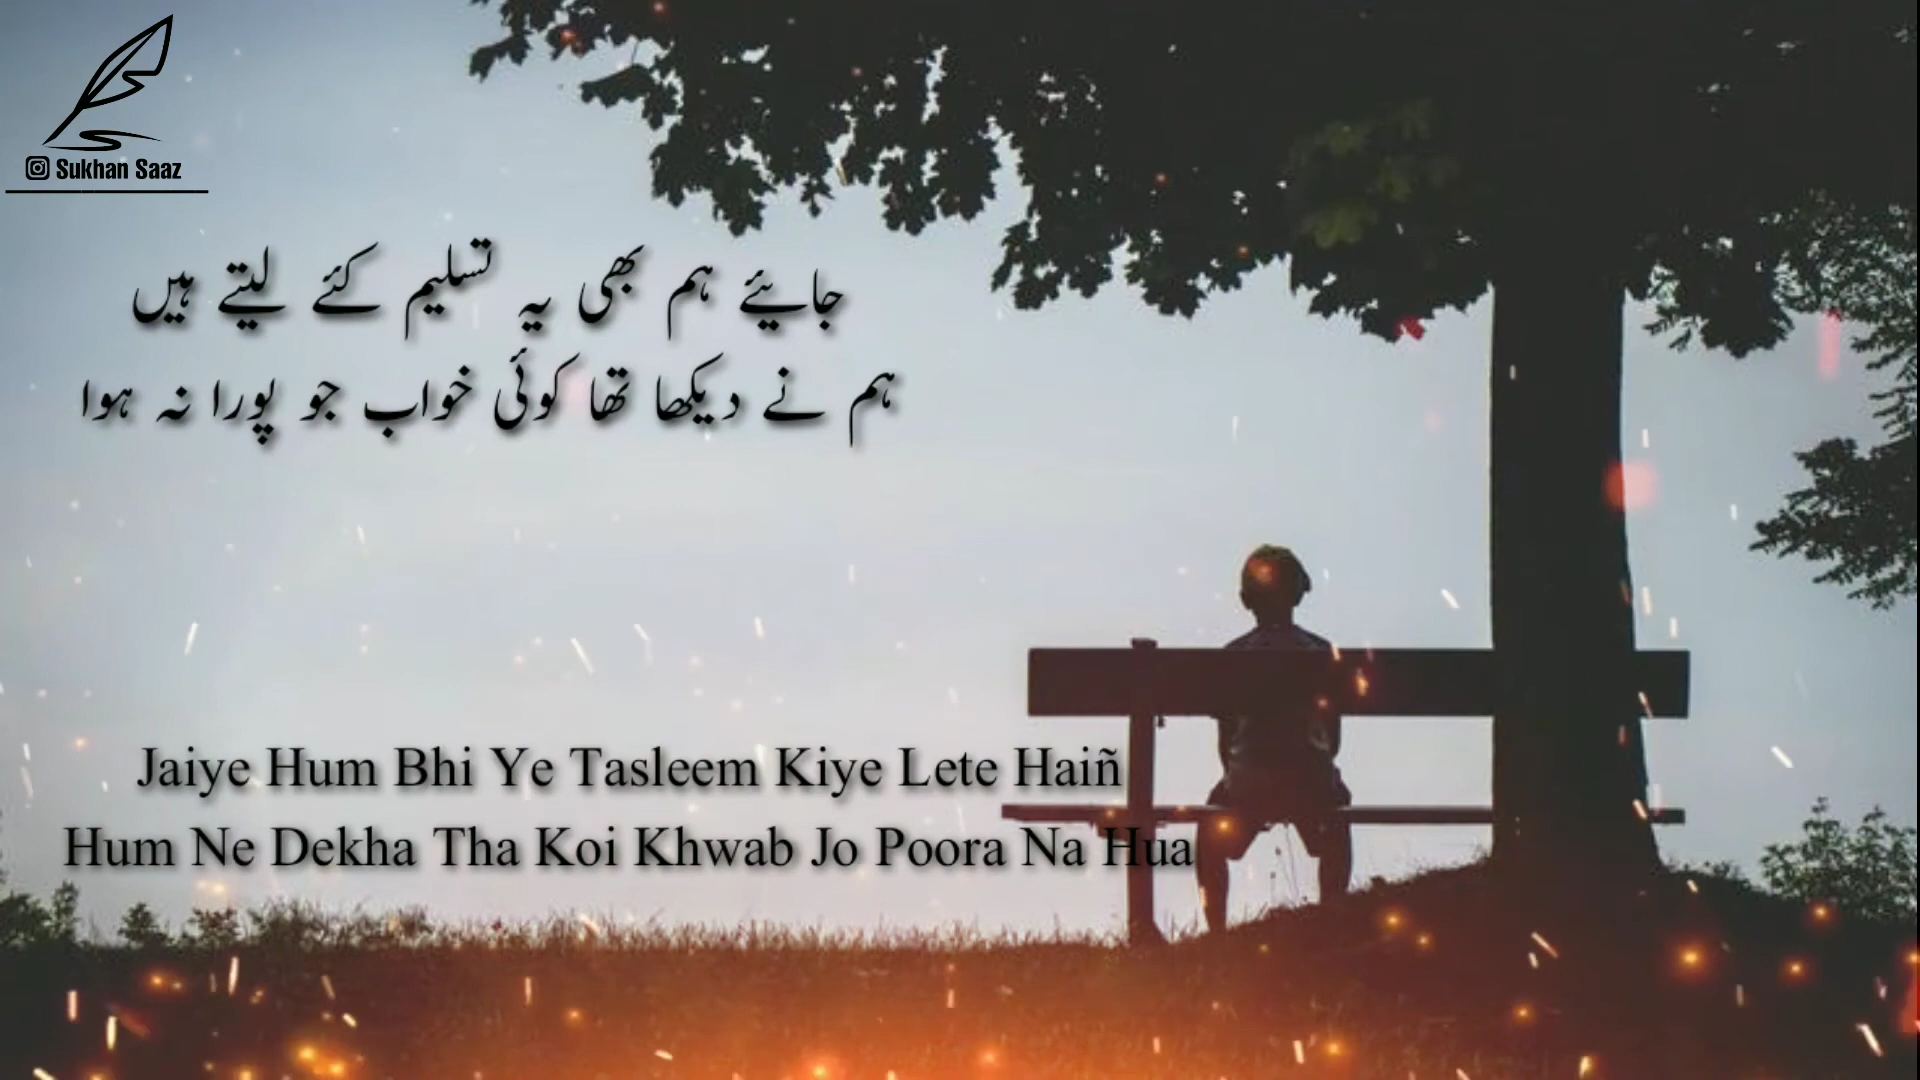 Sukhan Saaz
جایئے ہم بھی یہ تسلیم کئے لیتے ہیں
ہم نے دیکھا تھا کوئی خواب جو پورا نہ ہوا
Jaiye Hum Bhi Ye Tasleem Kiye Lete Haiñ
Hum Ne Dekha Tha Koi Khwab Jo Poora Na Hua